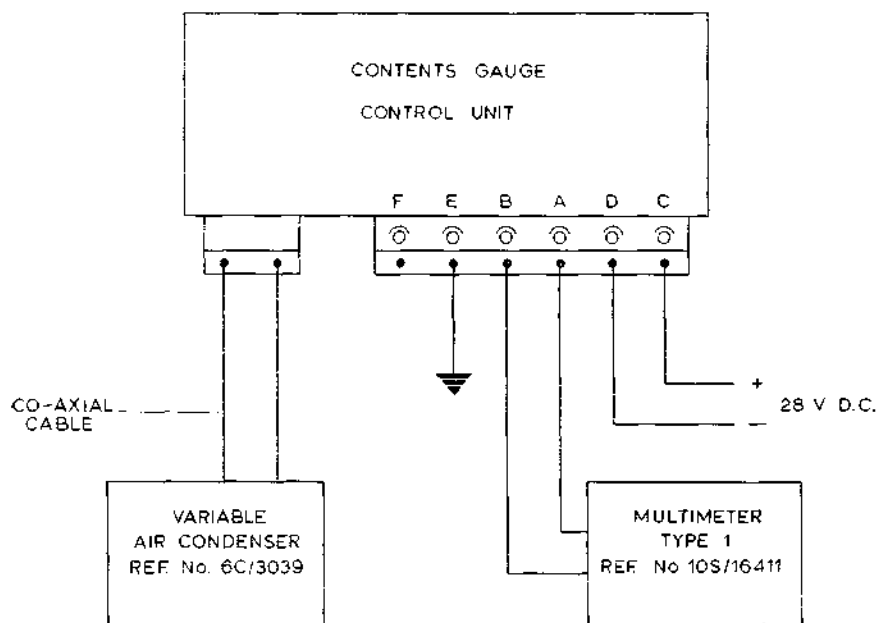 CONTENTS GAUGE
CONTROL UNIT
F E B A D C
CO-AXIAL
CABLE
+
28 V D.C.
-
VARIABLE
AIR CONDENSER
REF. No. 6C/3039
MULTIMETER
TYPE 1
REF. No 10S/16411